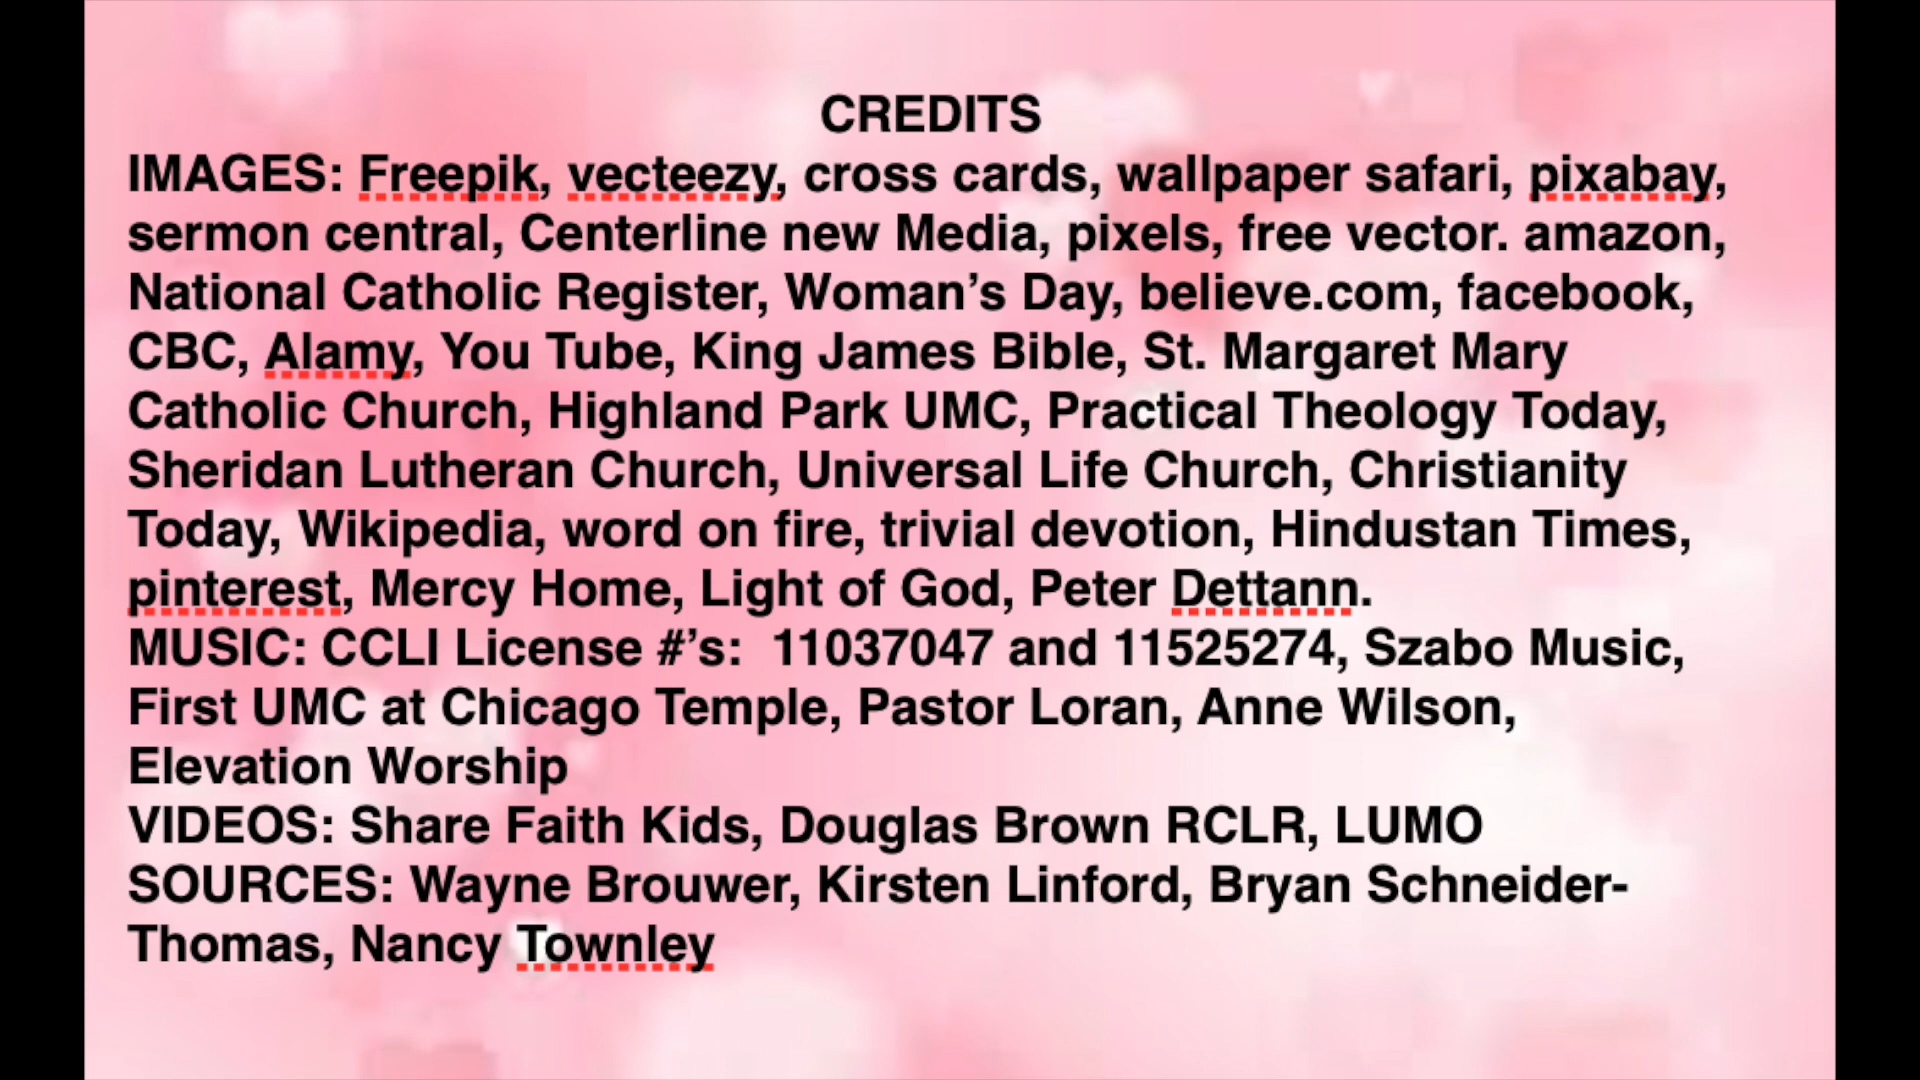 CREDITS
IMAGES: Freepik, vecteezy, cross cards, wallpaper safari, pixabay,
sermon central, Centerline new Media, pixels, free vector. amazon,
National Catholic Register, Woman’s Day, believe.com, facebook,
CBC, Alamy, You Tube, King James Bible, St. Margaret Mary
Catholic Church, Highland Park UMC, Practical Theology Today,
Sheridan Lutheran Church, Universal Life Church, Christianity
Today, Wikipedia, word on fire, trivial devotion, Hindustan Times,
pinterest, Mercy Home, Light of God, Peter Dettann.
MUSIC: CCLI License #’s:  11037047 and 11525274, Szabo Music,
First UMC at Chicago Temple, Pastor Loran, Anne Wilson,
Elevation Worship
VIDEOS: Share Faith Kids, Douglas Brown RCLR, LUMO
SOURCES: Wayne Brouwer, Kirsten Linford, Bryan Schneider-
Thomas, Nancy Townley